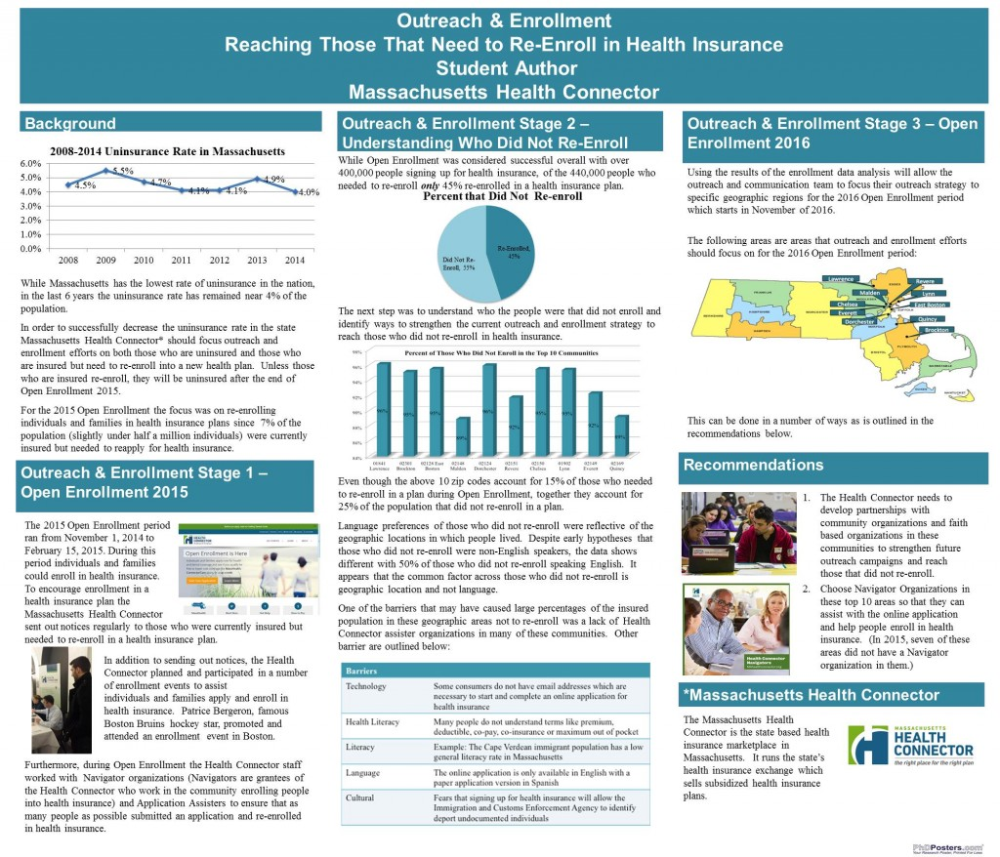 Outreach & Enrollment
Reaching Those That Need to Re-Enroll in Health Insurance
Student Author
Massachusetts Health Connector
Background
2008-2014 Uninsurance Rate in Massachusetts
6.0%
5.0%
4.0%
3.0%
2.0%
1.0%
0.0%
4.5%
5.5%
4.7%
4.1%
4.1%
4.9%
4.0%
2008 2009 2010 2011 2012 2013 2014
While Massachusetts has the lowest rate of uninsurance in the nation,
in the last 6 years the uninsurance rate has remained near 4% of the
population.
In order to successfully decrease the uninsurance rate in the state
Massachusetts Health Connector* should focus outreach and
enrollment efforts on both those who are uninsured and those who
are insured but need to re-enroll into a new health plan. Unless those
who are insured re-enroll, they will be uninsured after the end of
Open Enrollment 2015.
For the 2015 Open Enrollment the focus was on re-enrolling
individuals and families in health insurance plans since 7% of the
population (slightly under half a million individuals) were currently
insured but needed to reapply for health insurance.
Outreach & Enrollment Stage 1 –
Open Enrollment 2015
The 2015 Open Enrollment period
ran from November 1, 2014 to
February 15, 2015. During this
period individuals and families
could enroll in health insurance.
To encourage enrollment in a
health insurance plan the
Massachusetts Health Connector
sent out notices regularly to those who were currently insured but
needed to re-enroll in a health insurance plan.
HEALTH
CONNECTOR
Open Enrollment is Here
In addition to sending out notices, the Health
Connector planned and participated in a number
of enrollment events to assist
individuals and families apply and enroll in
health insurance. Patrice Bergeron, famous
Boston Bruins hockey star, promoted and
attended an enrollment event in Boston.
Furthermore, during Open Enrollment the Health Connector staff
worked with Navigator organizations (Navigators are grantees of
the Health Connector who work in the community enrolling people
into health insurance) and Application Assisters to ensure that as
many people as possible submitted an application and re-enrolled
in health insurance.
Outreach & Enrollment Stage 2 –
Understanding Who Did Not Re-Enroll
While Open Enrollment was considered successful overall with over
400,000 people signing up for health insurance, of the 440,000 people who
needed to re-enroll only 45% re-enrolled in a health insurance plan.
Percent that Did Not Re-enroll
Re-Enrolled,
45%
Did Not Re-
Enroll, 55%
The next step was to understand who the people were that did not enroll and
identify ways to strengthen the current outreach and enrollment strategy to
reach those who did not re-enroll in health insurance.
Percent of Those Who Did Not Enroll in the Top 10 Communities
98%
96%
94%
92%
90%
88%
86%
84%
01841 02301 02128 East 02148 02124 02151 02150 01902 02149 02169
Lawrence Brockton Boston Malden Dorchester Revere Chelsea Lynn Everett Quincy
Even though the above 10 zip codes account for 15% of those who needed
to re-enroll in a plan during Open Enrollment, together they account for
25% of the population that did not re-enroll in a plan.
Language preferences of those who did not re-enroll were reflective of the
geographic locations in which people lived. Despite early hypotheses that
those who did not re-enroll were non-English speakers, the data shows
different with 50% of those who did not re-enroll speaking English. It
appears that the common factor across those who did not re-enroll is
geographic location and not language.
One of the barriers that may have caused large percentages of the insured
population in these geographic areas not to re-enroll was a lack of Health
Connector assister organizations in many of these communities. Other
barrier are outlined below:
Barriers
Technology Some consumers do not have email addresses which are
necessary to start and complete an online application for
health insurance
Health Literacy Many people do not understand terms like premium,
deductible, co-pay, co-insurance or maximum out of pocket
Literacy Example: The Cape Verdean immigrant population has a low
general literacy rate in Massachusetts
Language The online application is only available in English with a
paper application version in Spanish
Cultural Fears that signing up for health insurance will allow the
Immigration and Customs Enforcement Agency to identify
deport undocumented individuals
Outreach & Enrollment Stage 3 – Open
Enrollment 2016
Using the results of the enrollment data analysis will allow the
outreach and communication team to focus their outreach strategy to
specific geographic regions for the 2016 Open Enrollment period
which starts in November of 2016.
The following areas are areas that outreach and enrollment efforts
should focus on for the 2016 Open Enrollment period:
Lawrence
Malden
Chelsea
Everett
Dorchester
Revere
Lynn
East Boston
Quincy
Brockton
This can be done in a number of ways as is outlined in the
recommendations below.
Recommendations
1. The Health Connector needs to
develop partnerships with
community organizations and faith
based organizations in these
communities to strengthen future
outreach campaigns and reach
those that did not re-enroll.
2. Choose Navigator Organizations in
these top 10 areas so that they can
assist with the online application
and help people enroll in health
insurance. (In 2015, seven of these
areas did not have a Navigator
organization in them.)
Health Connector
Navigators
*Massachusetts Health Connector
The Massachusetts Health
Connector is the state based health
insurance marketplace in
Massachusetts. It runs the state’s
health insurance exchange which
sells subsidized health insurance
plans.
MASSACHUSETTS
HEALTH
CONNECTOR
the right place for the right plan
PhDPosters.com